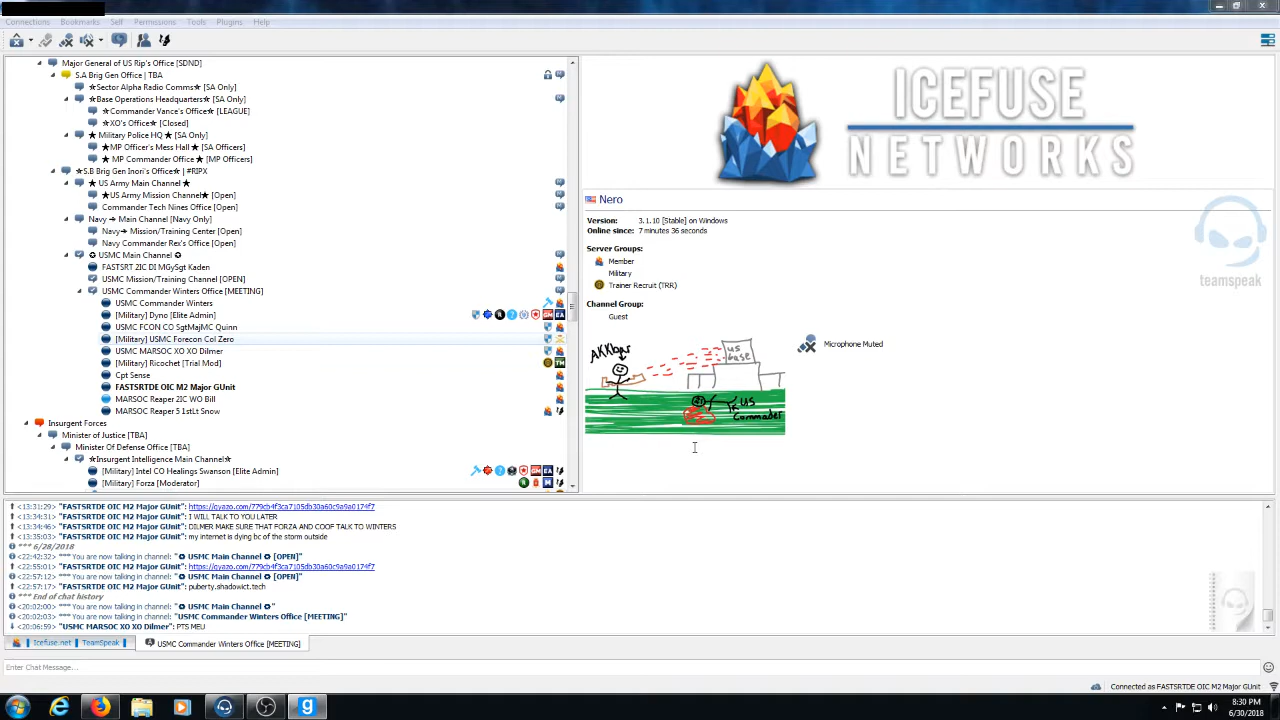 Connections Bookmarks Self Permissions Tools Plugins Help
Major General of US Rip's Office [SDND]
S.A Brig Gen Office | TBA
☆Sector Alpha Radio Comms☆ [SA Only]
☆Base Operations Headquarters☆ [SA Only]
☆Commander Vance's Office☆ [LEAGUE]
☆XO's Office☆ [Closed]
★ Military Police HQ ★ [SA Only]
★MP Officer's Mess Hall★ [SA Officers]
★ MP Commander Office ★ [MP Officers]
☆S.B Brig Gen Inori's Office☆ | #RIPX
★ US Army Main Channel ★
★US Army Mission Channel★ [Open]
Commander Tech Nines Office [OPEN]
Navy → Main Channel [Navy Only]
Navy→ Mission/Training Center [OPEN]
Navy Commander Rex's Office [Open]
✪ USMC Main Channel ✪
FASTSRT 2IC DI MGySgt Kaden
USMC Mission/Training Channel [OPEN]
USMC Commander Winters Office [MEETING]
USMC Commander Winters
[Military] Dyno [Elite Admin]
USMC FCON CO SgtMajMC Quinn
[Military] USMC Forecon Col Zero
USMC MARSOC XO XO Dilmer
[Military] Ricochet [Trial Mod]
Cpt Sense
FASTSRTDE OIC M2 Major GUnit
MARSOC Reaper 2IC WO Bill
MARSOC Reaper 5 1stLt Snow
Insurgent Forces
Minister of Justice [TBA]
Minister Of Defense Office [TBA]
☆Insurgent Intelligence Main Channel☆
[Military] Intel CO Healings Swanson [Elite Admin]
[Military] Forza [Moderator]
ICEFUSE
NETWORKS
Nero
Version: 3.1.10 [Stable] on Windows
Online since: 7 minutes 36 seconds
Server Groups:
Member
Military
Trainer Recruit (TRR)
Channel Group:
Guest
Microphone Muted
AKKbar
us
base
US
Commader
teamspeak
<13:31:29> "FASTSRTDE OIC M2 Major GUnit": https://gyazo.com/779cb4f3ca7105db30a60c9a9a0174f7
<13:34:31> "FASTSRTDE OIC M2 Major GUnit": I WILL TALK TO YOU LATER
<13:34:46> "FASTSRTDE OIC M2 Major GUnit": DILMER MAKE SURE THAT FORZA AND COOF TALK TO WINTERS
<13:35:03> "FASTSRTDE OIC M2 Major GUnit": my internet is dying bc of the storm outside
*** 6/28/2018
<22:42:32> *** You are now talking in channel: "✪ USMC Main Channel ✪ [OPEN]"
<22:55:01> "FASTSRTDE OIC M2 Major GUnit": https://gyazo.com/779cb4f3ca7105db30a60c9a9a0174f7
<22:57:12> *** You are now talking in channel: "✪ USMC Main Channel ✪ [OPEN]"
<22:57:17> "FASTSRTDE OIC M2 Major GUnit": puberty.shadowict.tech
*** End of chat history
<20:02:00> *** You are now talking in channel: "✪ USMC Main Channel ✪"
<20:02:03> *** You are now talking in channel: "USMC Commander Winters Office [MEETING]"
<20:06:59> "USMC MARSOC XO XO Dilmer": PTS MEU
Icefuse.net | TeamSpeak | USMC Commander Winters Office [MEETING]
Enter Chat Message...
Connected as FASTSRTDE OIC M2 Major GUnit
8:30 PM
6/30/2018